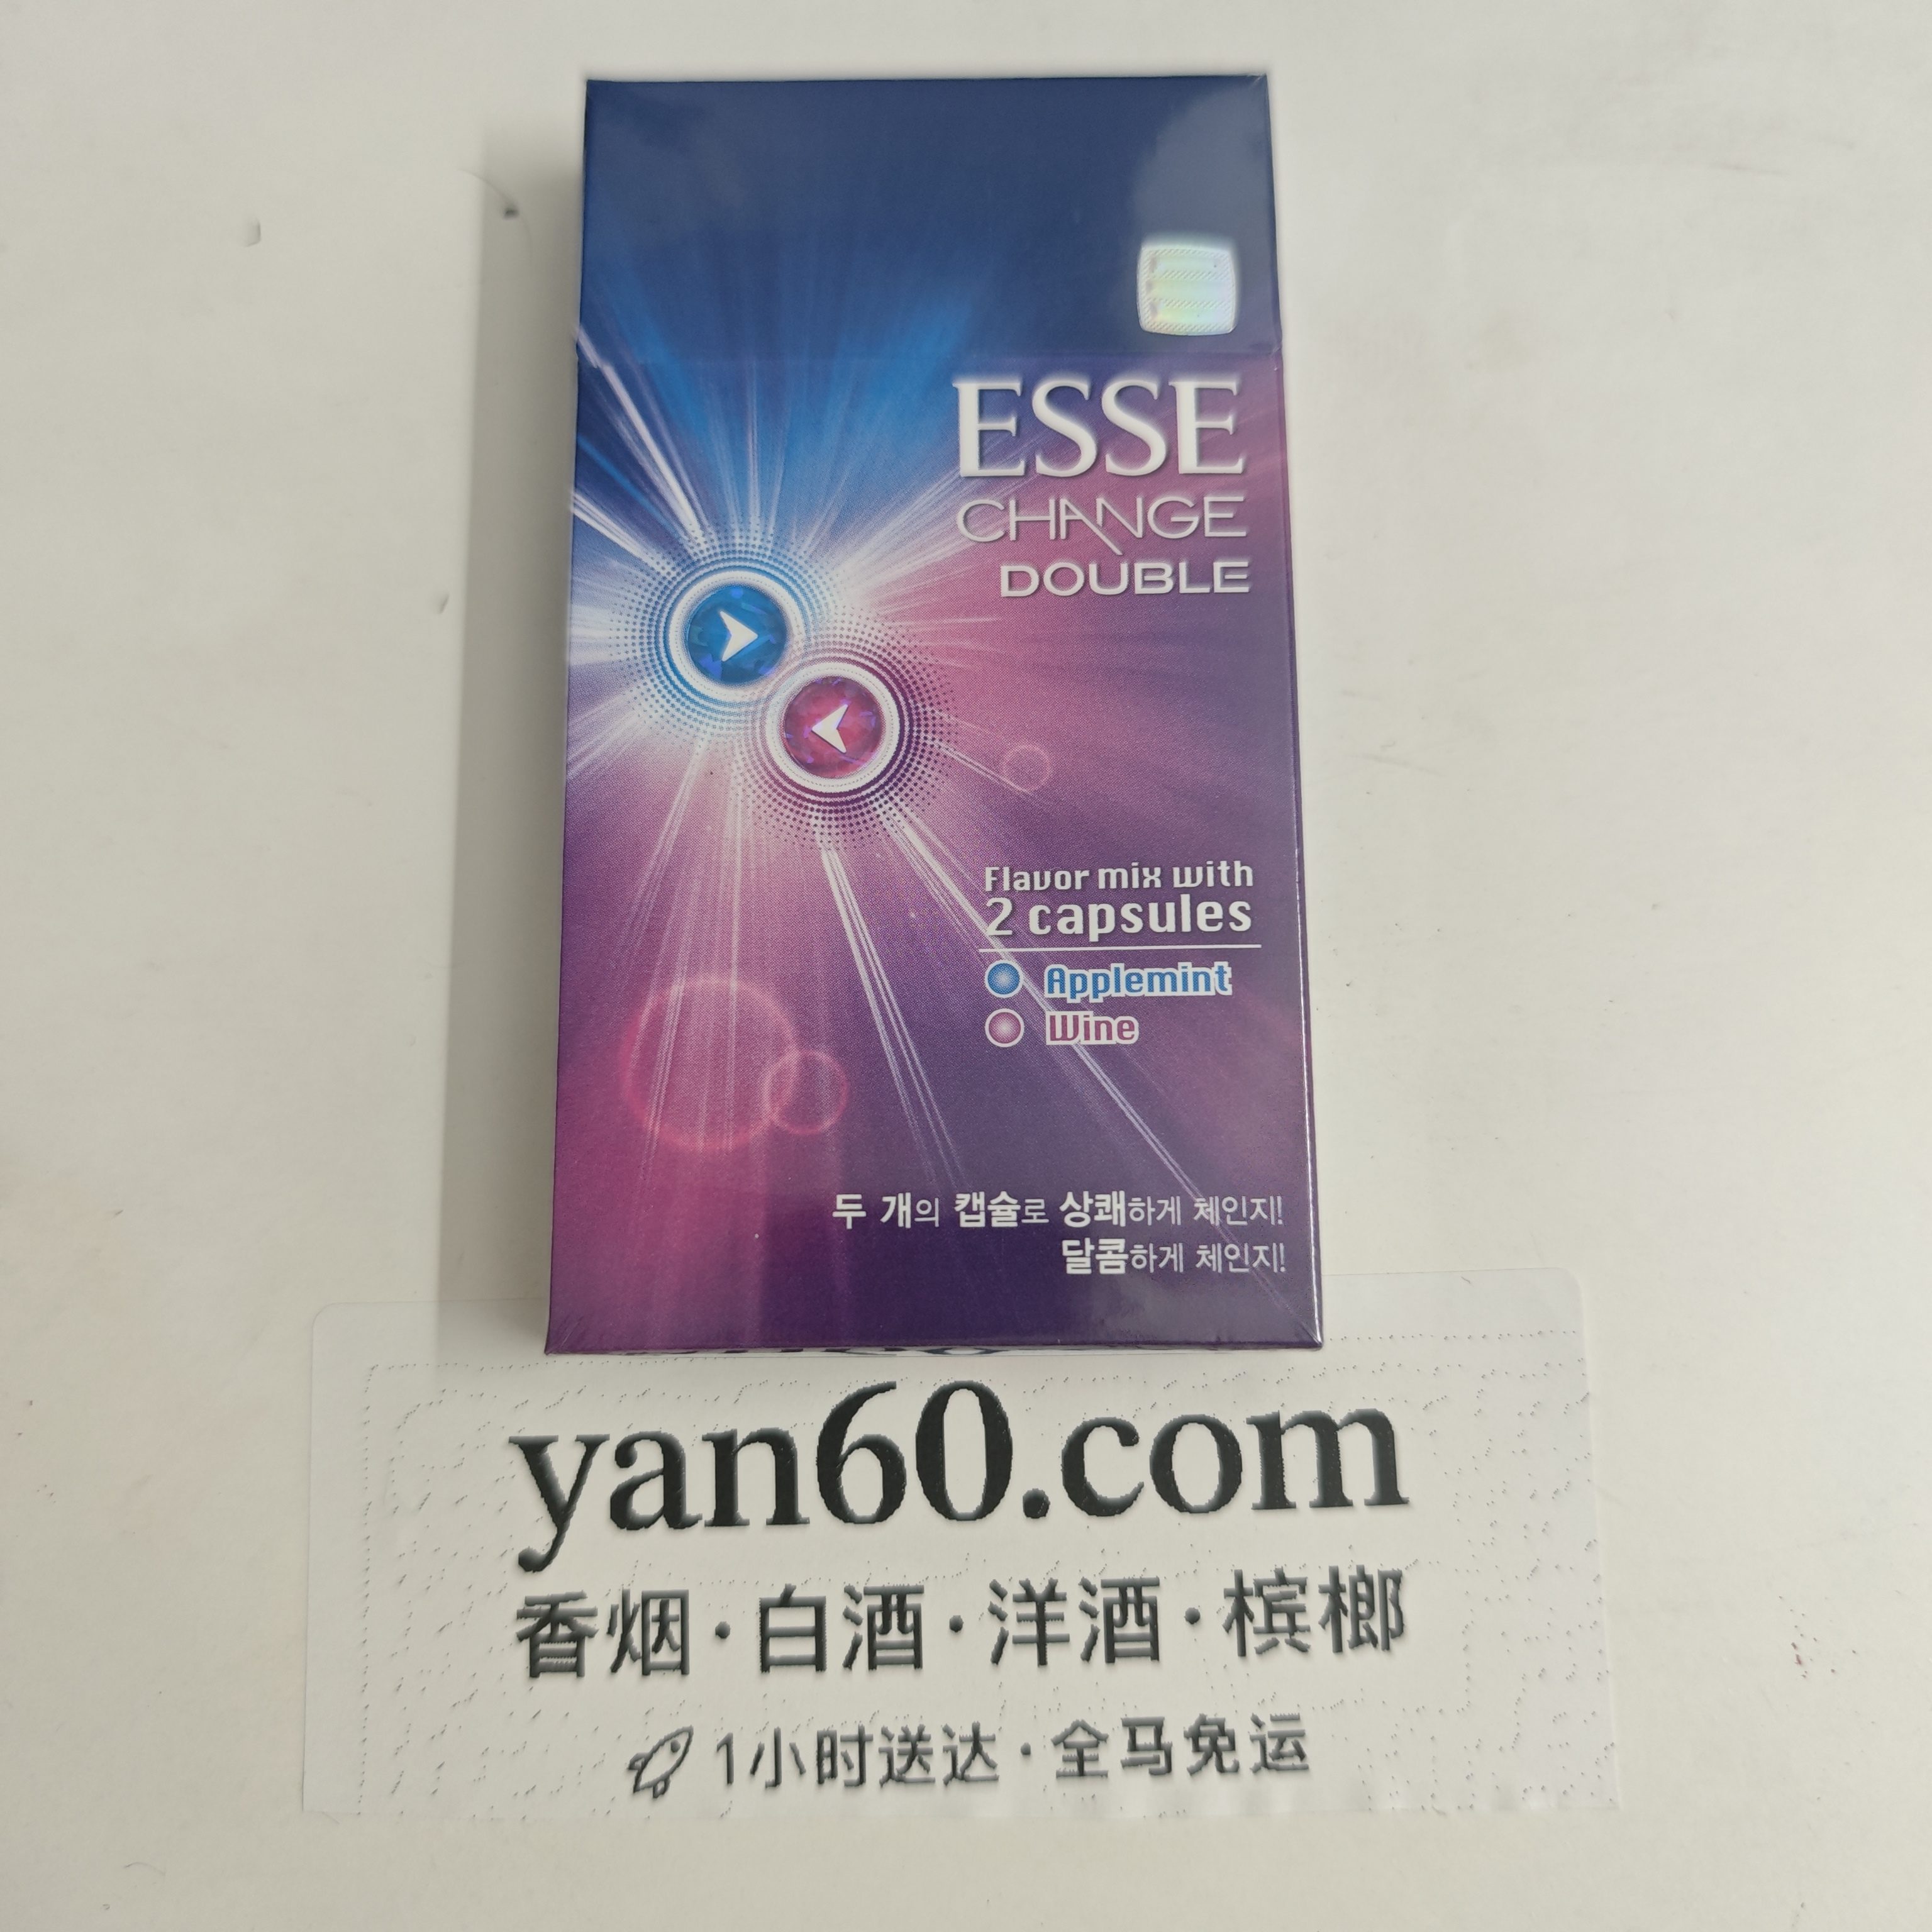 ESSE
CHANGE
DOUBLE
Flavor mix with
2 capsules
Applemint
Wine
두 개의 캡슐로 상쾌하게 체인지!
달콤하게 체인지!
yan60.com
香烟·白酒·洋酒·槟榔
1小时送达·全马免运